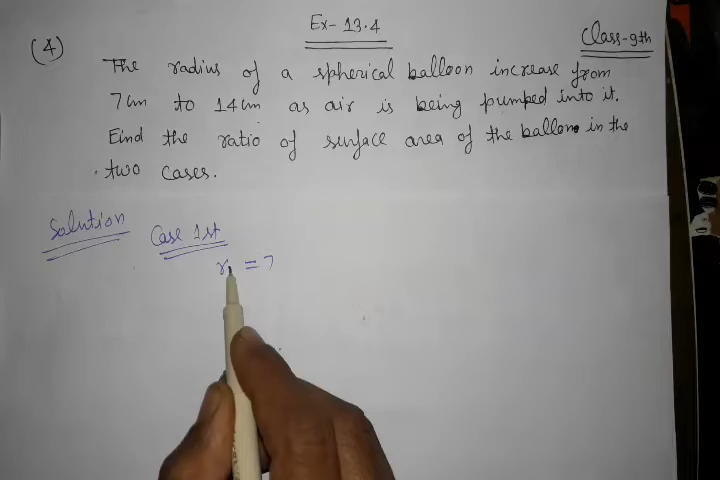 Ex-13.4
Class-9th
(4) The radius of a spherical balloon increase from
7cm to 14cm as air is being pumped into it.
Find the ratio of surface area of the balloon in the
two cases.
Solution Case 1st
r = 7